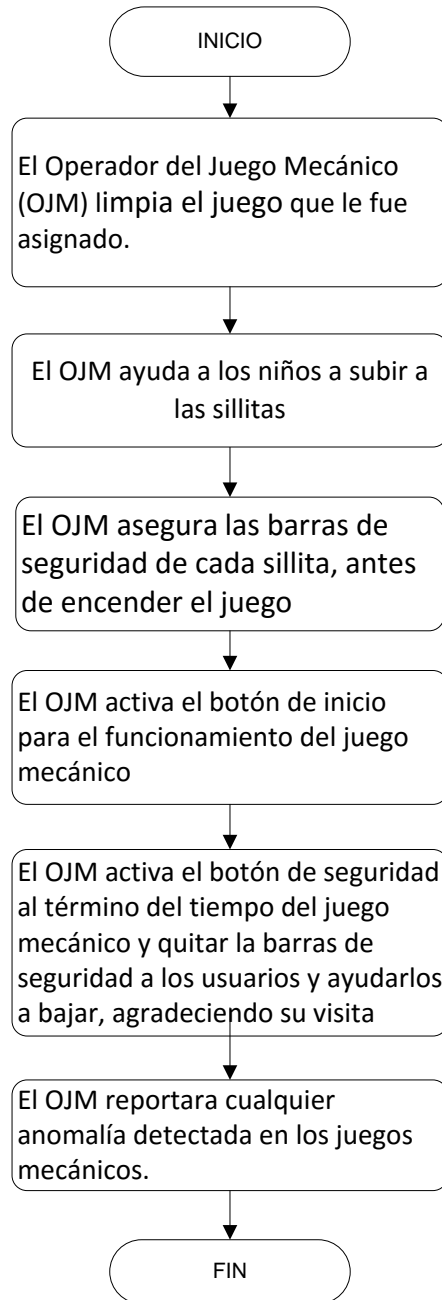 INICIO
El Operador del Juego Mecánico
(OJM) limpia el juego que le fue
asignado.
El OJM ayuda a los niños a subir a
las sillitas
El OJM asegura las barras de
seguridad de cada sillita, antes
de encender el juego
El OJM activa el botón de inicio
para el funcionamiento del juego
mecánico
El OJM activa el botón de seguridad
al término del tiempo del juego
mecánico y quitar la barras de
seguridad a los usuarios y ayudarlos
a bajar, agradeciendo su visita
El OJM reportara cualquier
anomalía detectada en los juegos
mecánicos.
FIN